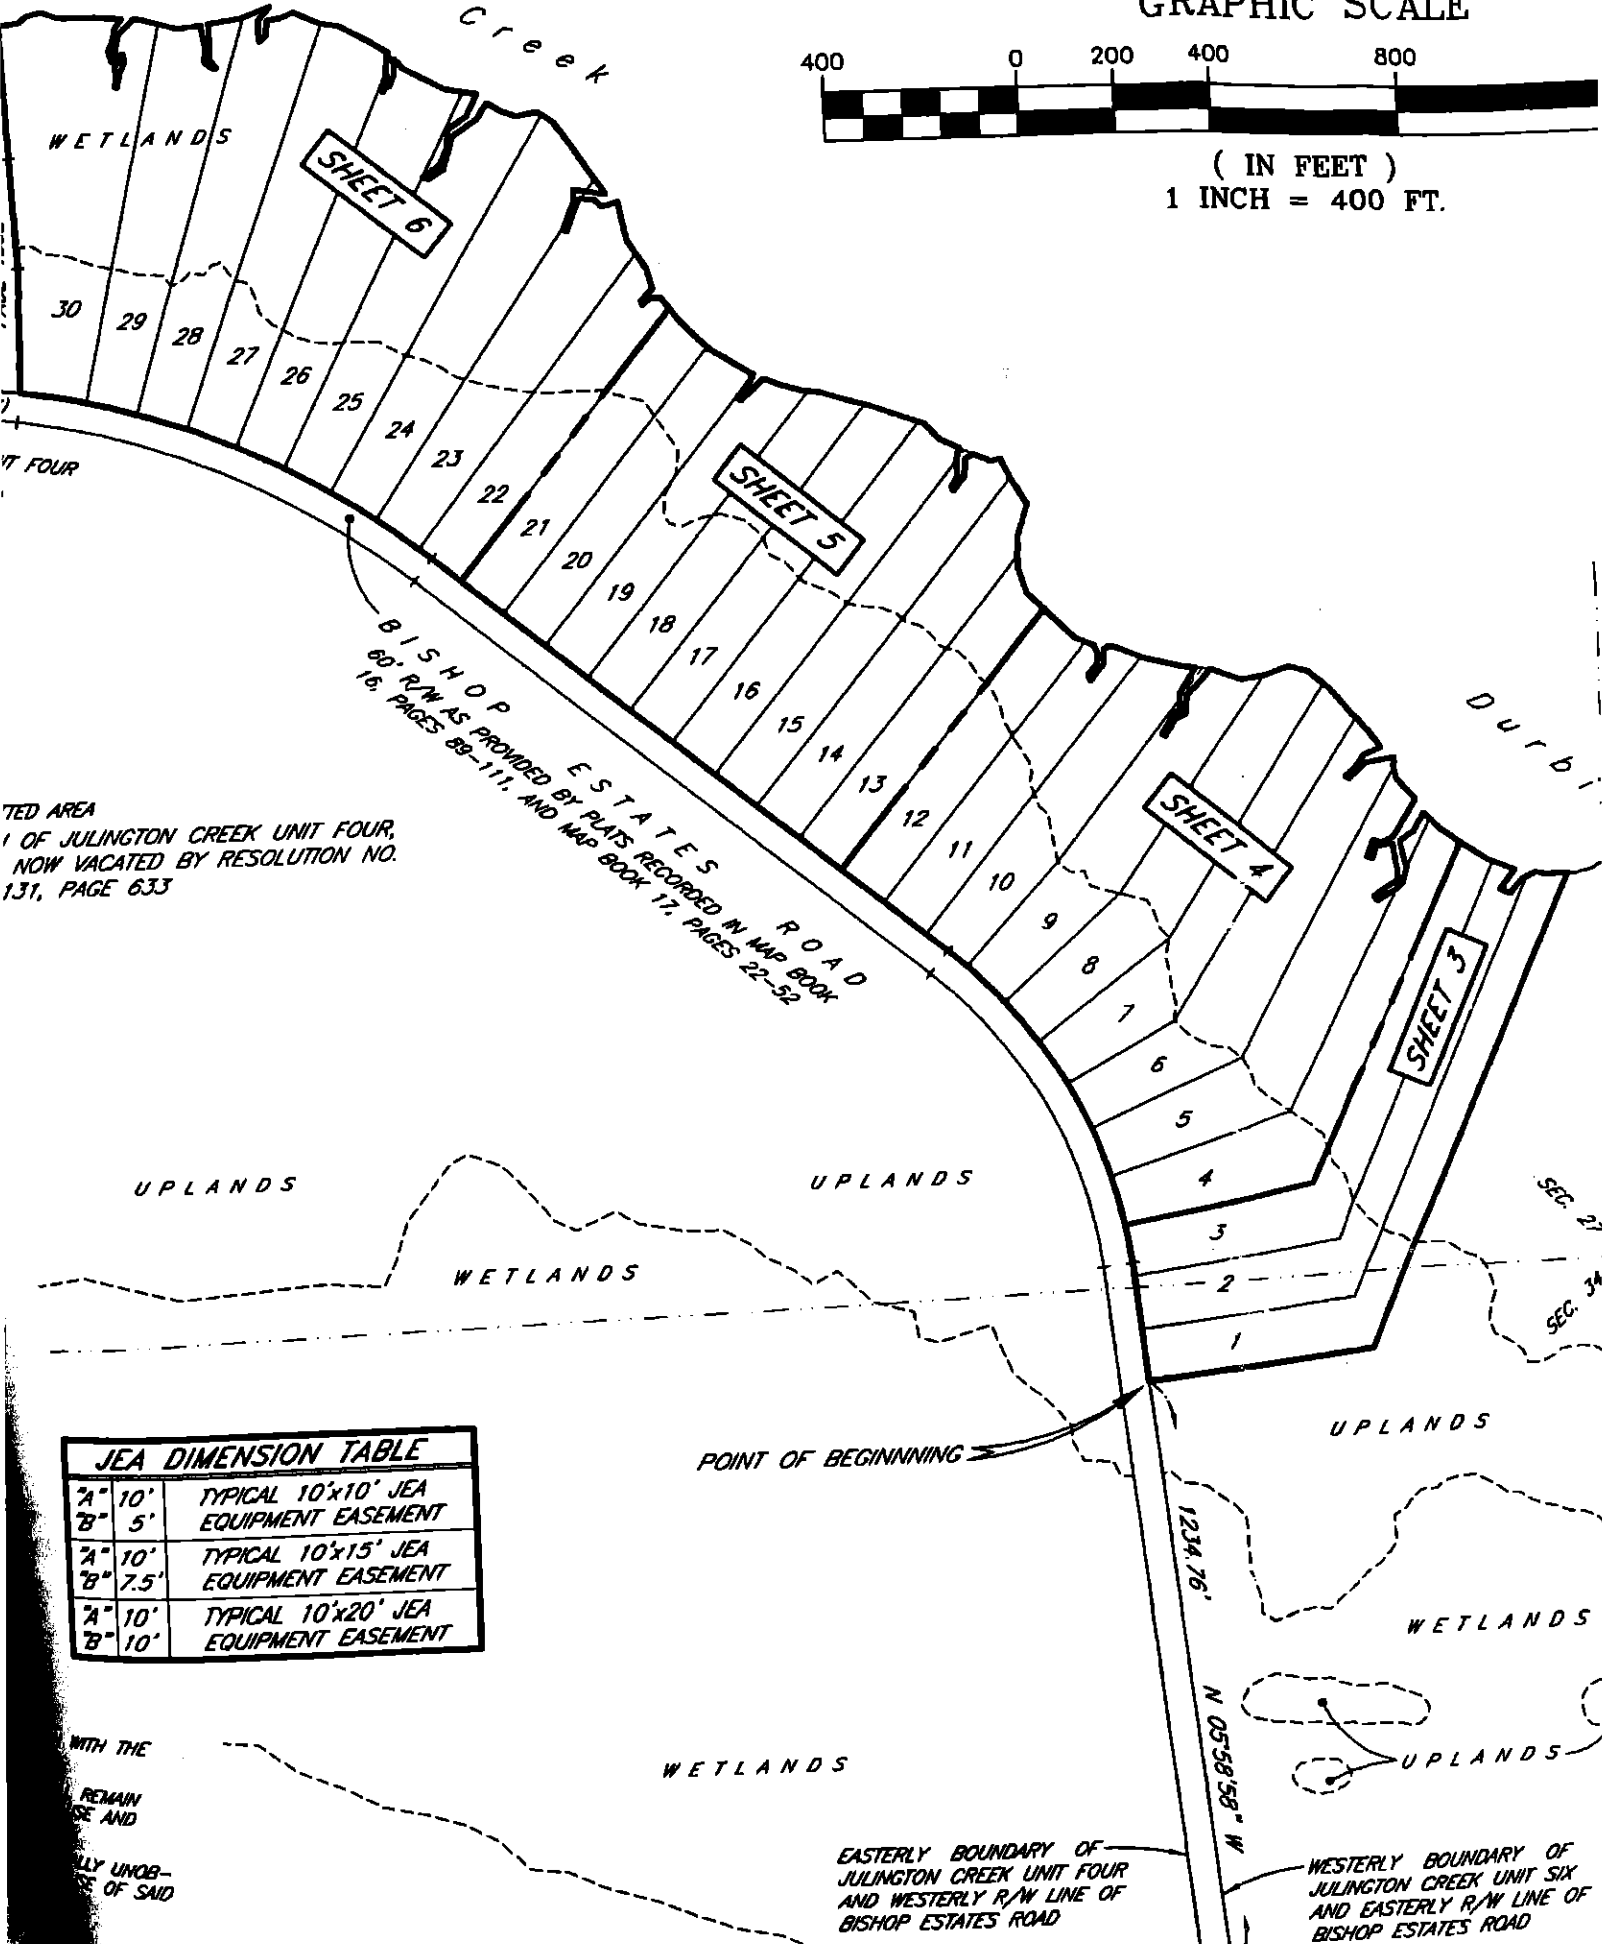 Creek
GRAPHIC SCALE
400 0 200 400 800
( IN FEET )
1 INCH = 400 FT.
WETLANDS
SHEET 6
30
29
28
27
26
25
24
23
22
21
20
19
18
17
16
15
14
13
12
11
10
9
8
7
6
5
4
3
2
1
SHEET 5
SHEET 4
SHEET 3
Durbi
FOUR
BISHOP ESTATES ROAD
60' R/W AS PROVIDED BY PLATS RECORDED IN MAP BOOK
16, PAGES 89-111, AND MAP BOOK 17, PAGES 22-52
TED AREA
OF JULINGTON CREEK UNIT FOUR,
NOW VACATED BY RESOLUTION NO.
131, PAGE 633
UPLANDS
UPLANDS
WETLANDS
SEC. 27
SEC. 34
POINT OF BEGINNNING
UPLANDS
JEA DIMENSION TABLE
"A" 10' TYPICAL 10'x10' JEA
"B" 5' EQUIPMENT EASEMENT
"A" 10' TYPICAL 10'x15' JEA
"B" 7.5' EQUIPMENT EASEMENT
"A" 10' TYPICAL 10'x20' JEA
"B" 10' EQUIPMENT EASEMENT
1234.76'
N 05°58'58" W
WETLANDS
UPLANDS
WETLANDS
WITH THE
REMAIN
AND
LY UNOB-
OF SAID
EASTERLY BOUNDARY OF
JULINGTON CREEK UNIT FOUR
AND WESTERLY R/W LINE OF
BISHOP ESTATES ROAD
WESTERLY BOUNDARY OF
JULINGTON CREEK UNIT SIX
AND EASTERLY R/W LINE OF
BISHOP ESTATES ROAD